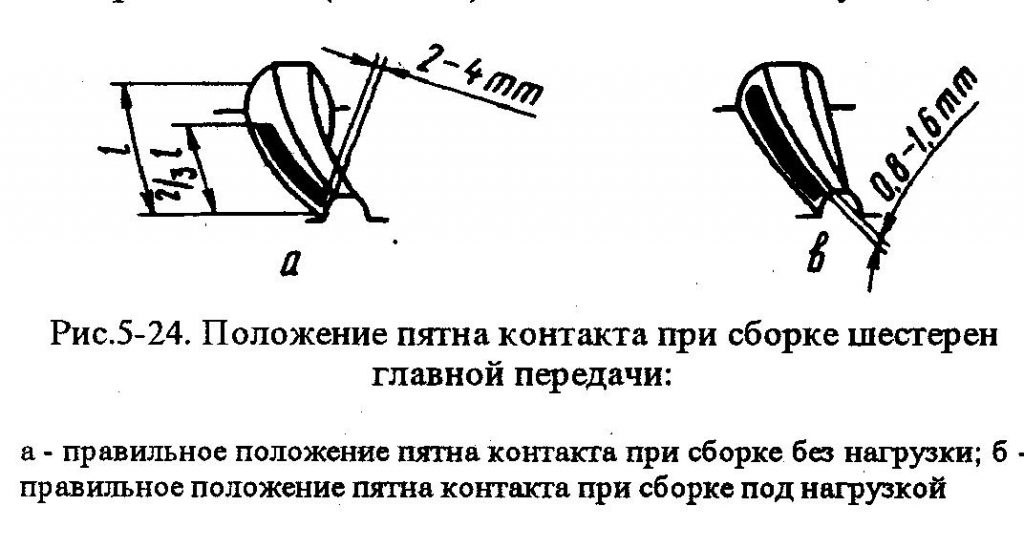 2-4mm
l
2/3 l
0,8-1,6mm
а
в
Рис.5-24. Положение пятна контакта при сборке шестерен
главной передачи:
а - правильное положение пятна контакта при сборке без нагрузки; б -
правильное положение пятна контакта при сборке под нагрузкой